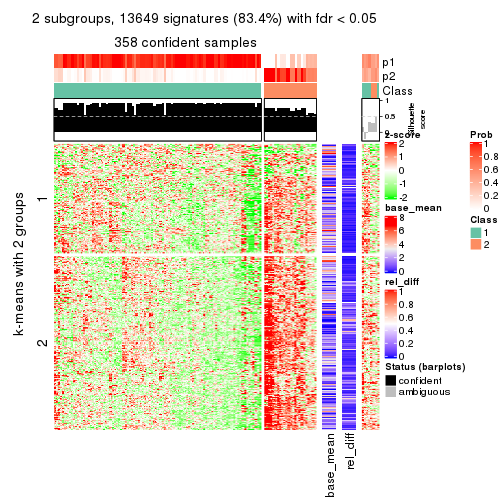 2 subgroups, 13649 signatures (83.4%) with fdr < 0.05
358 confident samples
p1
p2
Class
1
0.5
0
Silhouette
score
k-means with 2 groups
1
2
base_mean
rel_diff
z-score
2
1
0
-1
-2
base_mean
8
6
4
2
0
rel_diff
1
0.8
0.6
0.4
0.2
0
Status (barplots)
confident
ambiguous
Prob
1
0.8
0.6
0.4
0.2
0
Class
1
2